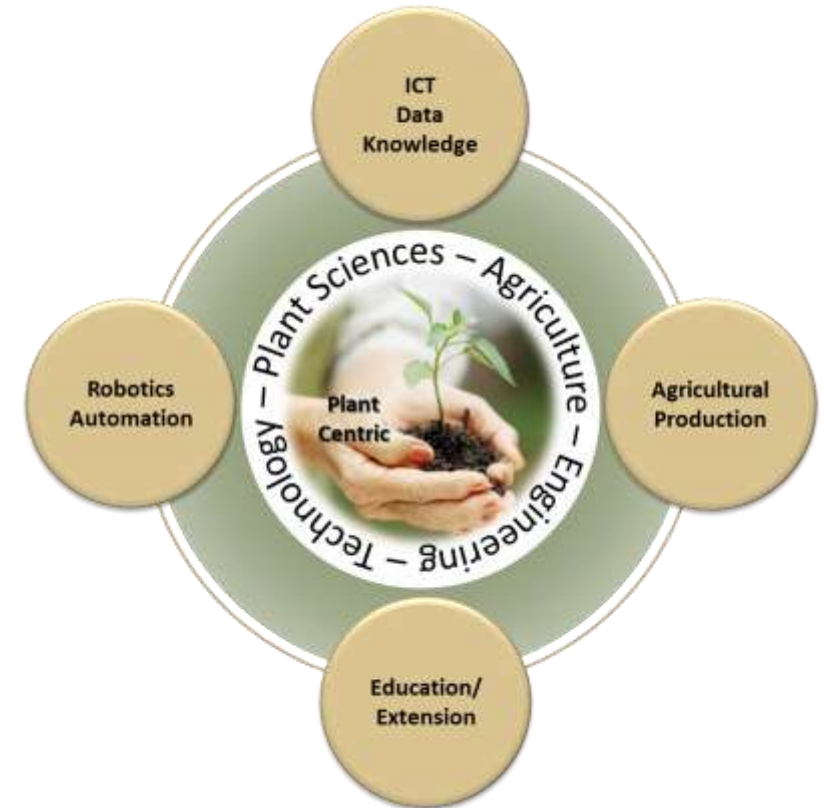 ICT
Data
Knowledge
Plant Sciences – Agriculture – Engineering – Technology –
Robotics
Automation
Plant
Centric
Agricultural
Production
Education/
Extension